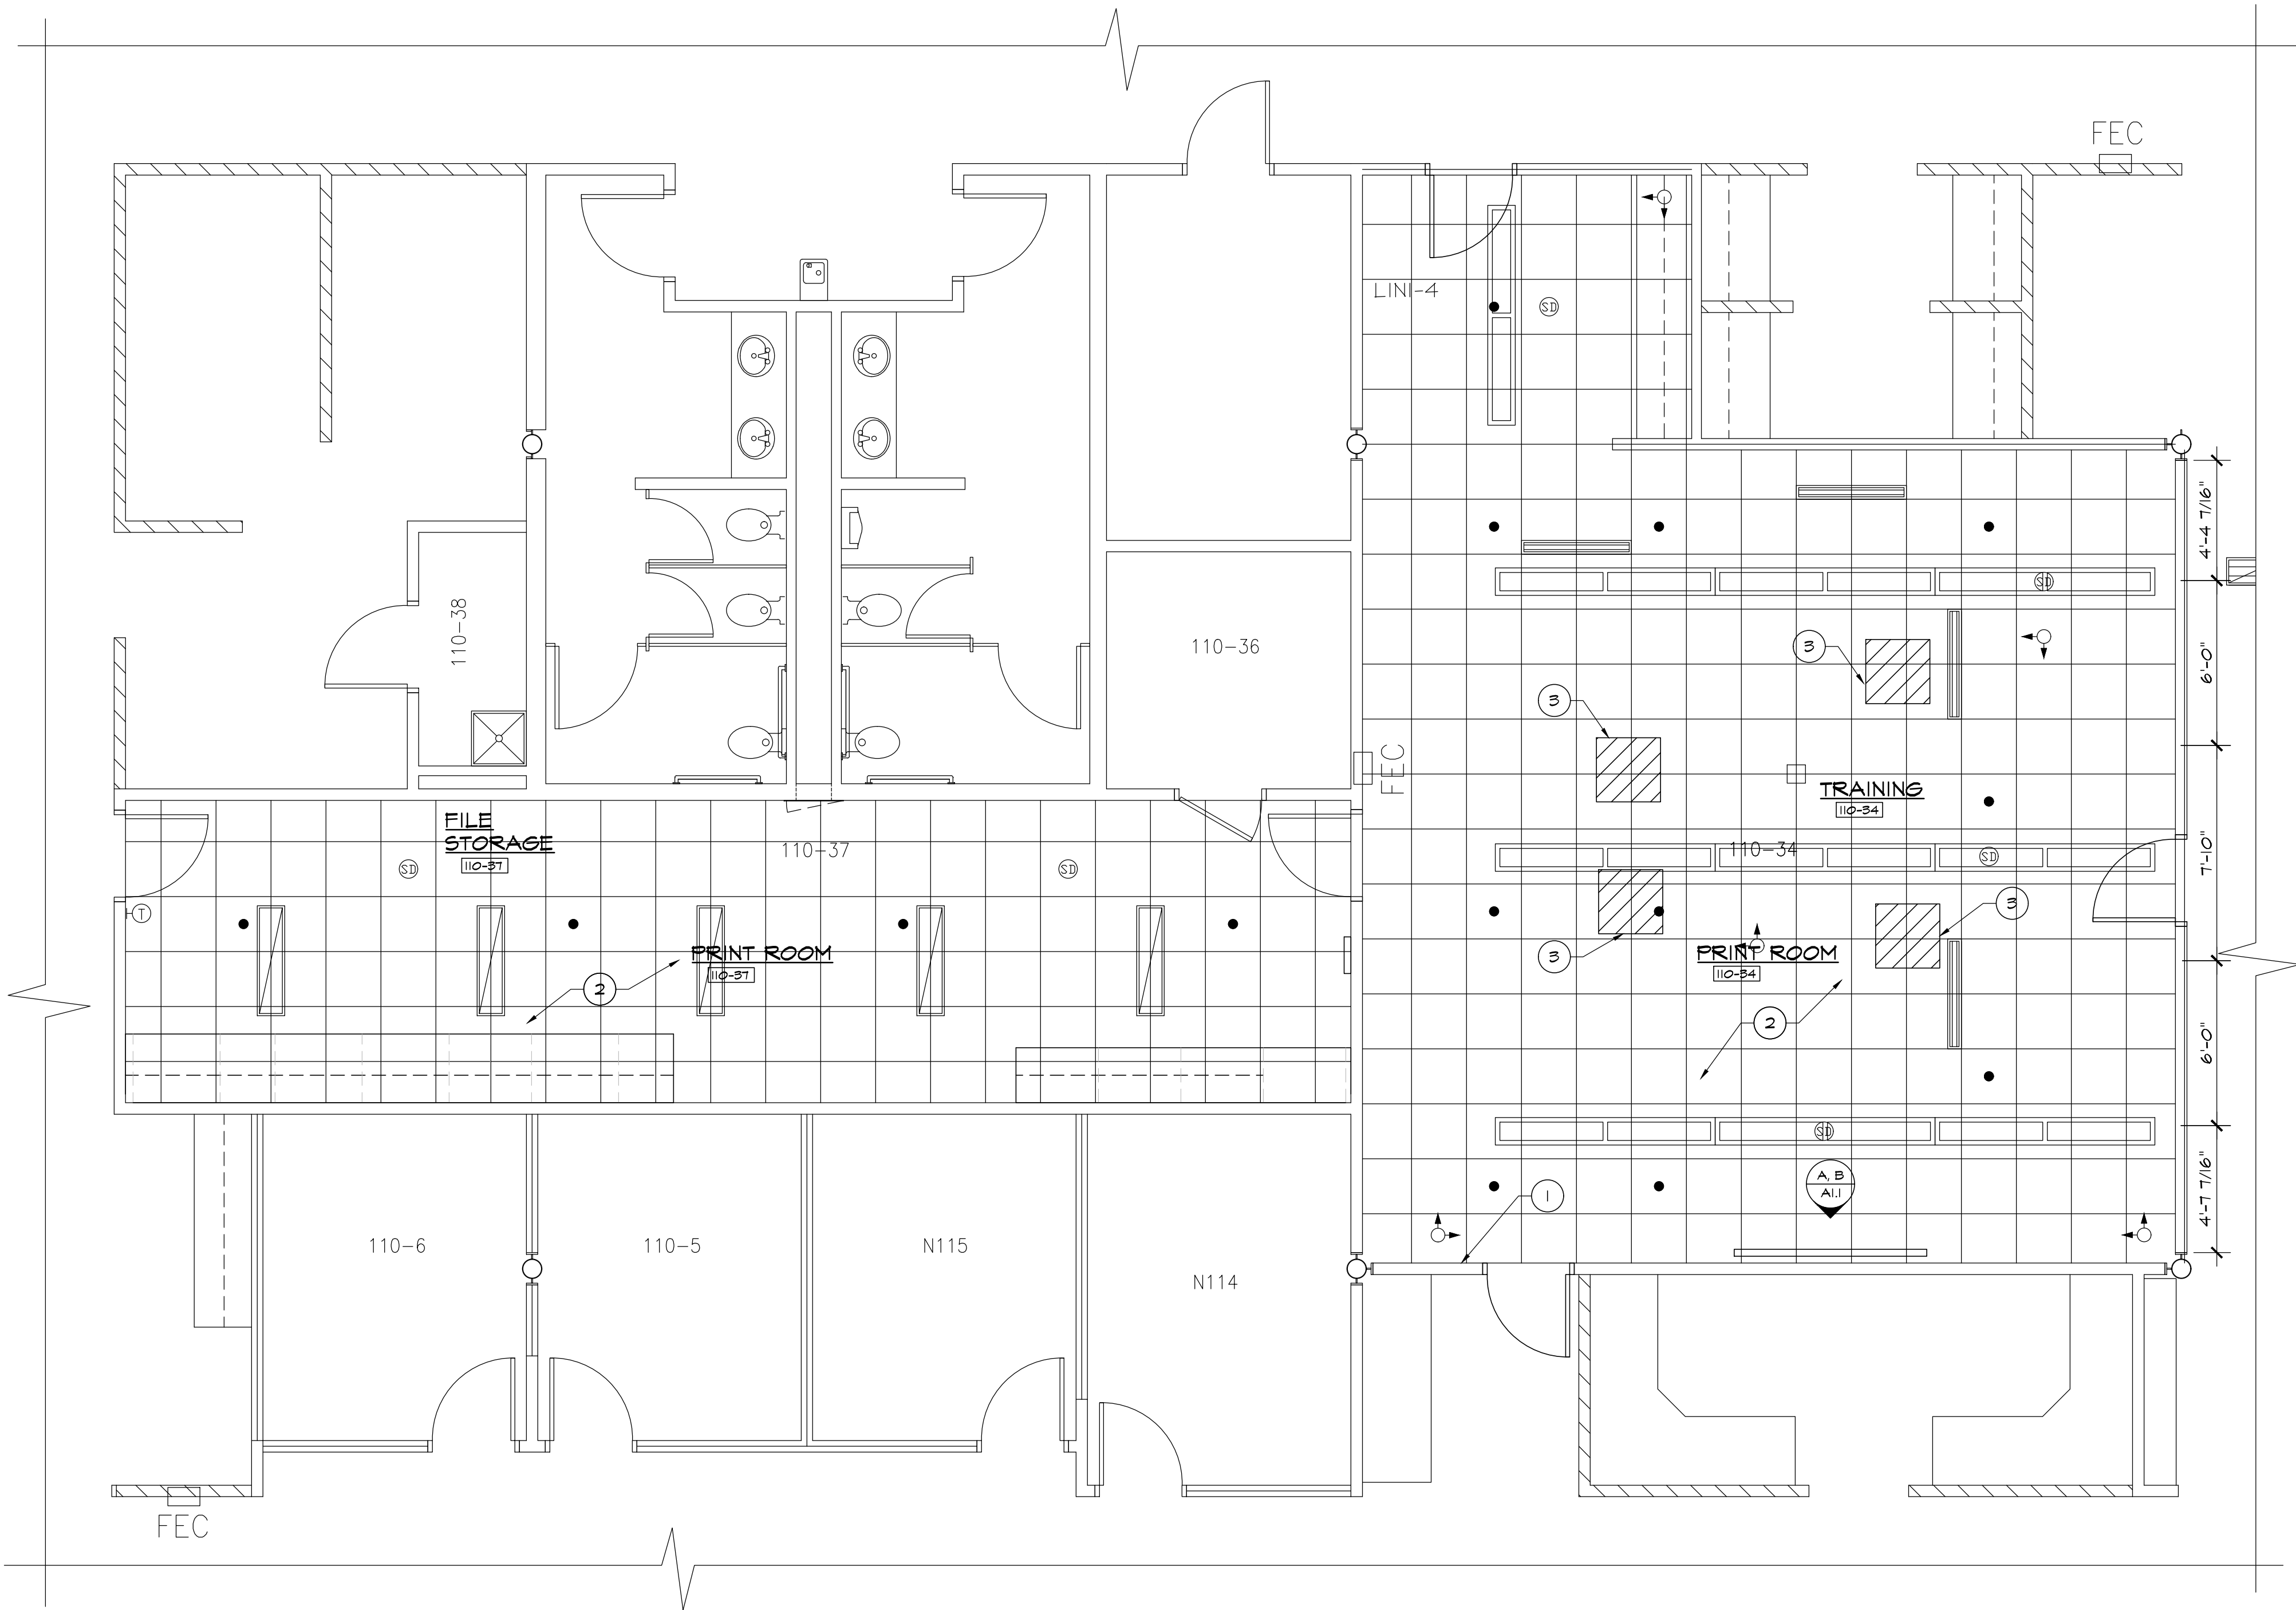 FEC
LINI-4
SD
4'-4 7/16"
SD
110-38
110-36
3
6'-0"
3
FEC
TRAINING
110-34
FILE
STORAGE
110-37
110-37
110-34
7'-10"
SD
SD
SD
T
3
PRINT ROOM
110-37
3
PRINT ROOM
110-34
2
2
6'-0"
SD
A, B
A1.1
4'-7 7/16"
1
110-6
110-5
N115
N114
FEC